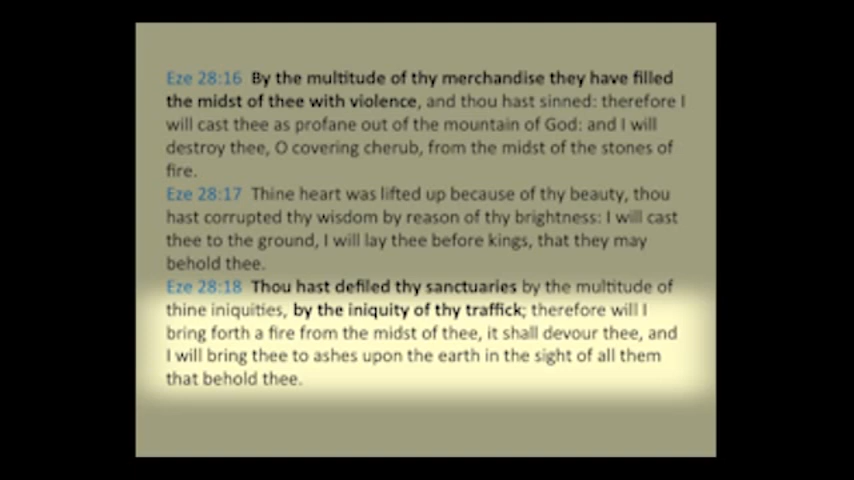 Eze 28:16 By the multitude of thy merchandise they have filled
the midst of thee with violence, and thou hast sinned: therefore I
will cast thee as profane out of the mountain of God: and I will
destroy thee, O covering cherub, from the midst of the stones of
fire.
Eze 28:17 Thine heart was lifted up because of thy beauty, thou
hast corrupted thy wisdom by reason of thy brightness: I will cast
thee to the ground, I will lay thee before kings, that they may
behold thee.
Eze 28:18 Thou hast defiled thy sanctuaries by the multitude of
thine iniquities, by the iniquity of thy traffick; therefore will I
bring forth a fire from the midst of thee, it shall devour thee, and
I will bring thee to ashes upon the earth in the sight of all them
that behold thee.